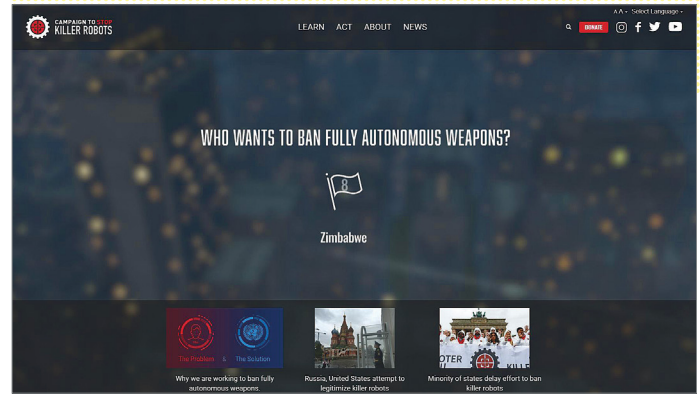 A A Select Language
CAMPAIGN TO STOP
KILLER ROBOTS
LEARN ACT ABOUT NEWS
DONATE
WHO WANTS TO BAN FULLY AUTONOMOUS WEAPONS?
8
Zimbabwe
The Problem & The Solution
Why we are working to ban fully
autonomous weapons.
Russia, United States attempt to
legitimize killer robots
OTER
KILL
Minority of states delay effort to ban
killer robots